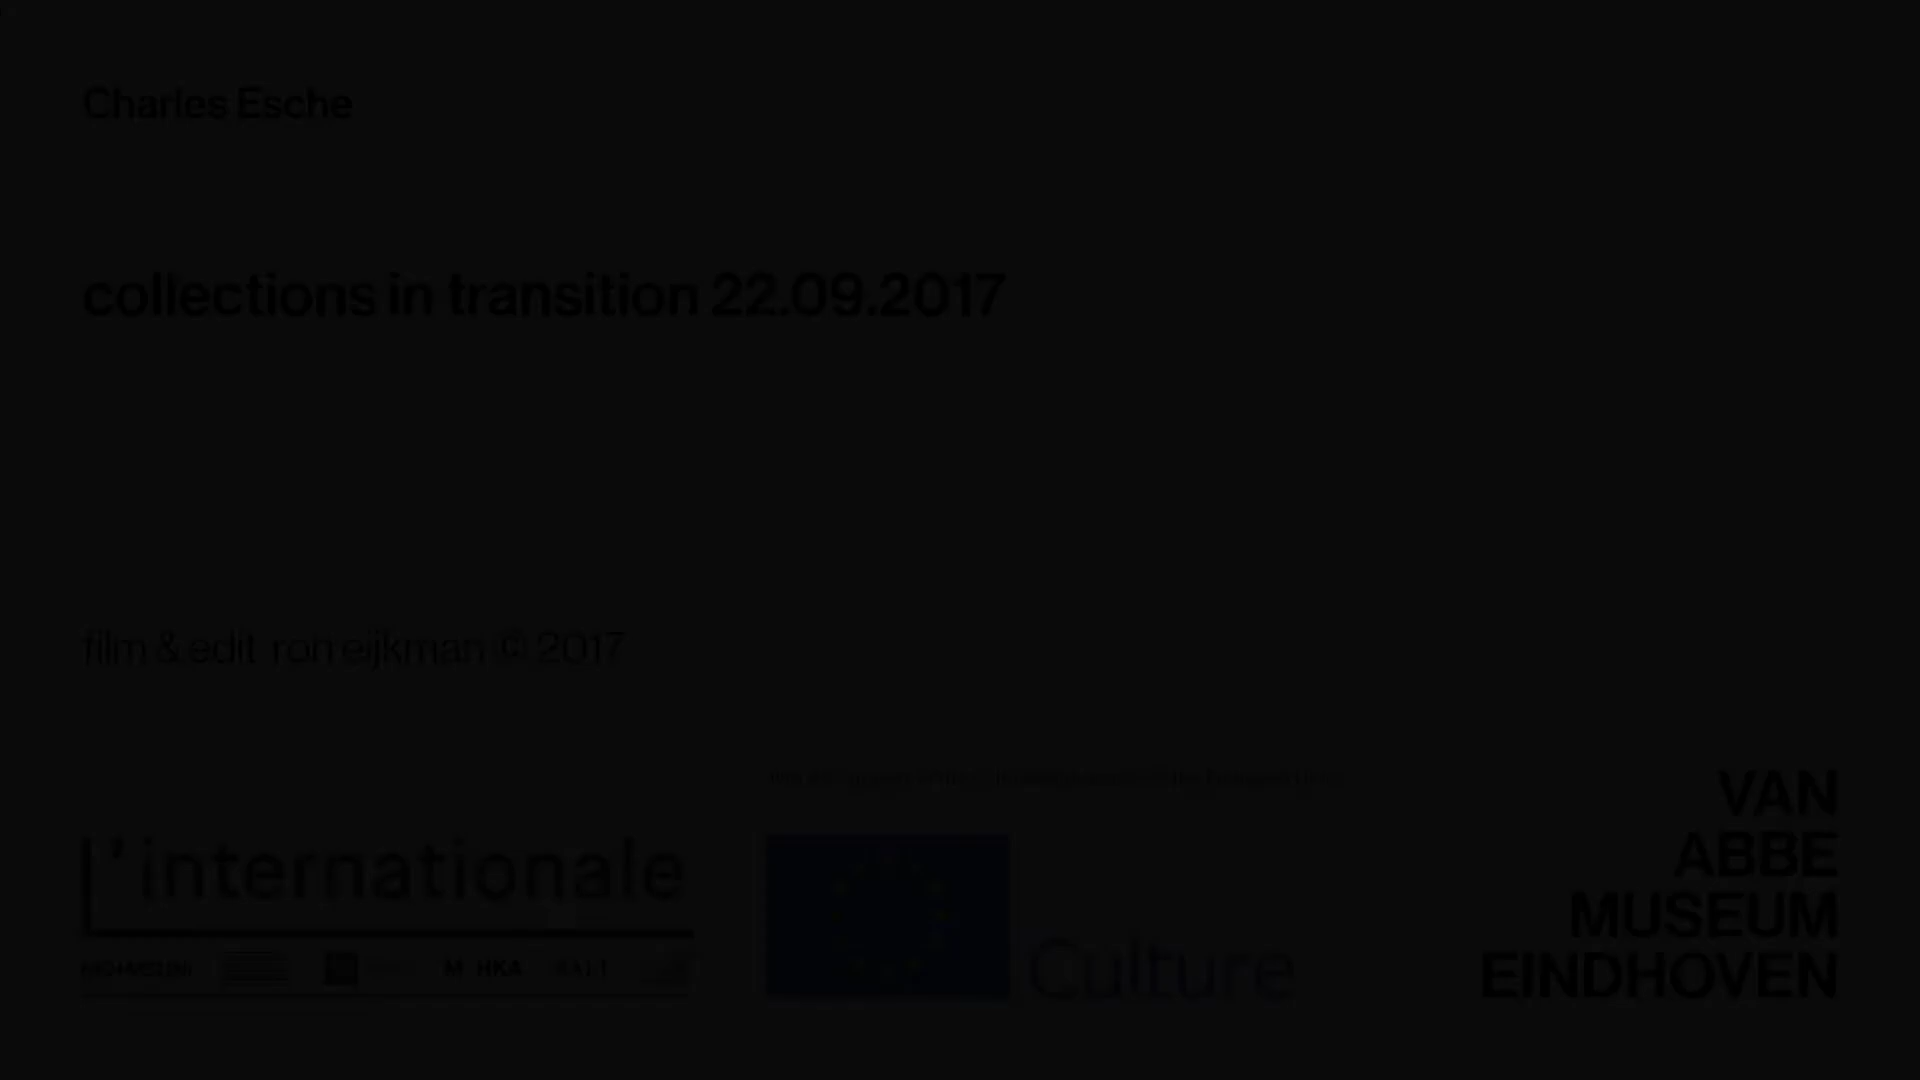 Charles Esche
collections in transition 22.09.2017
film & edit ron eijkman © 2017
l'internationale
M HKA
Culture
VAN
ABBE
MUSEUM
EINDHOVEN